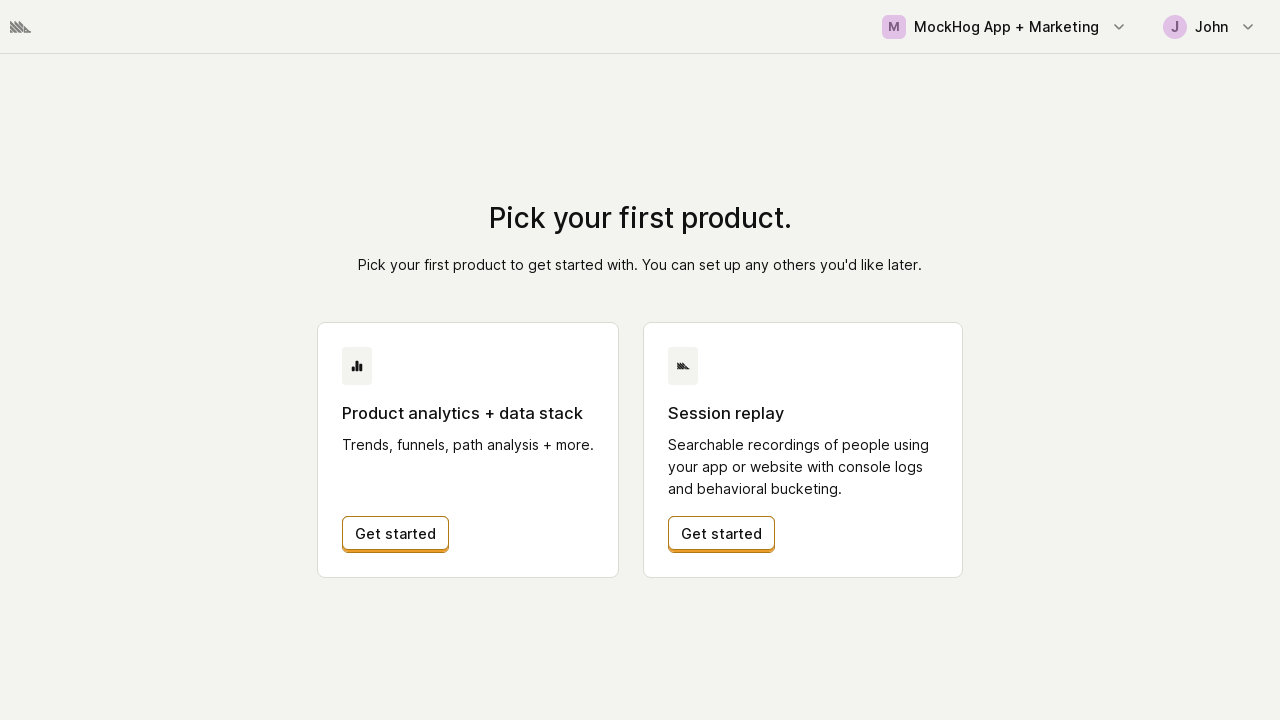 M MockHog App + Marketing
J John
Pick your first product.
Pick your first product to get started with. You can set up any others you'd like later.
Product analytics + data stack
Trends, funnels, path analysis + more.
Get started
Session replay
Searchable recordings of people using
your app or website with console logs
and behavioral bucketing.
Get started